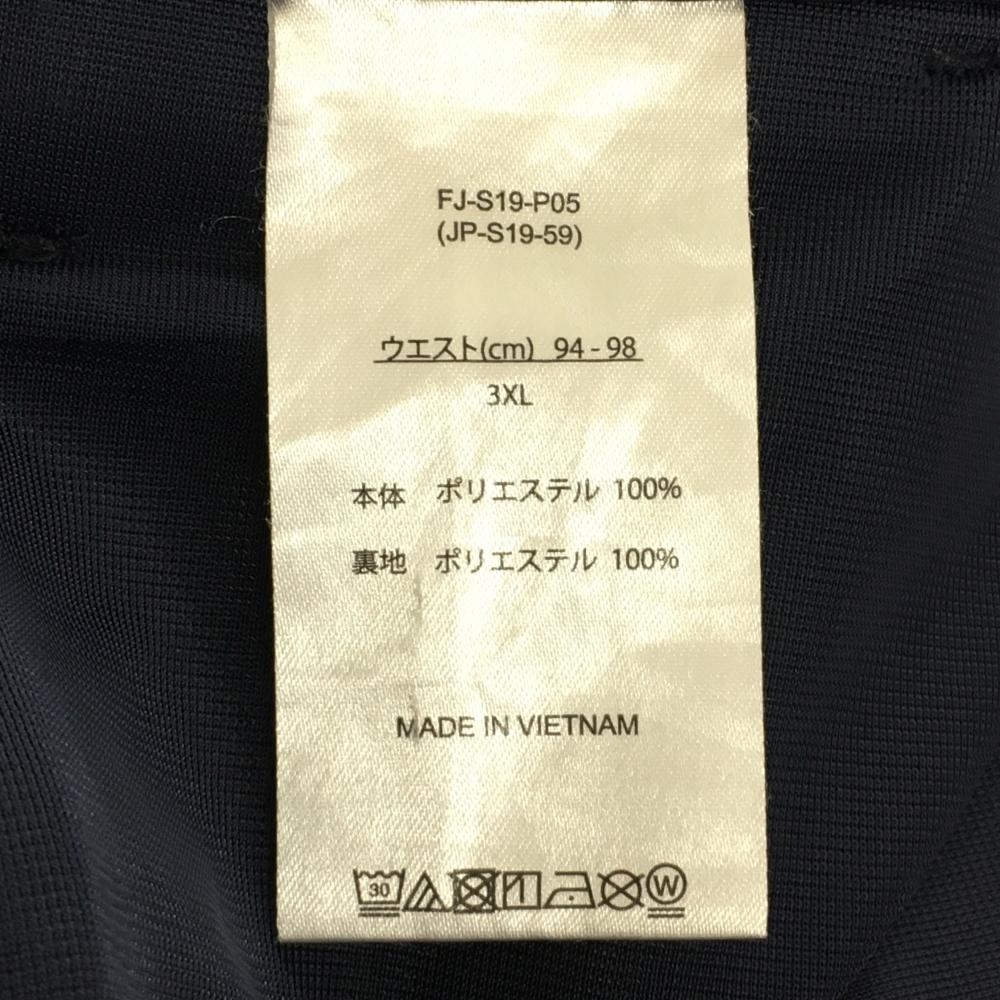 FJ-S19-P05
(JP-S19-59)
ウエスト(cm) 94 - 98
3XL
本体 ポリエステル 100%
裏地 ポリエステル 100%
MADE IN VIETNAM
30 W